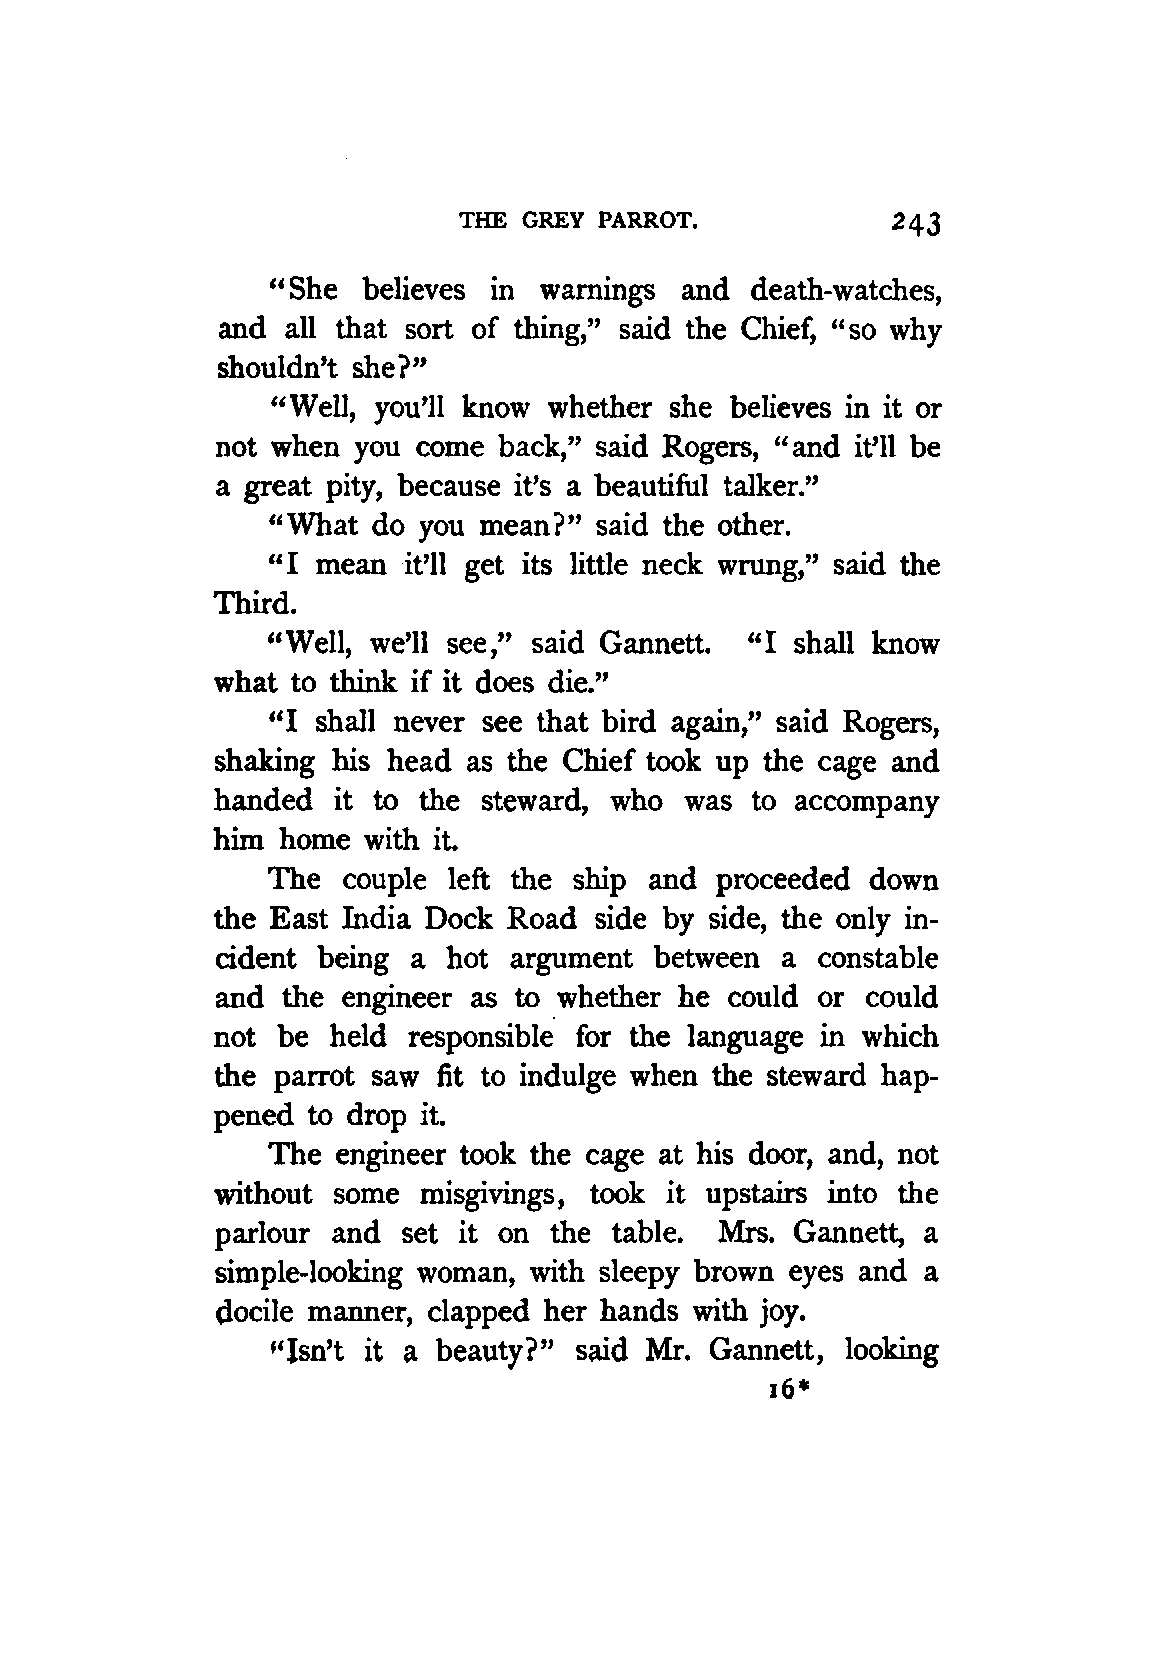 THE GREY PARROT. 243
“She believes in warnings and death-watches,
and all that sort of thing,” said the Chief, “so why
shouldn’t she?”
“Well, you’ll know whether she believes in it or
not when you come back,” said Rogers, “and it’ll be
a great pity, because it’s a beautiful talker.”
“What do you mean?” said the other.
“I mean it’ll get its little neck wrung,” said the
Third.
“Well, we’ll see,” said Gannett. “I shall know
what to think if it does die.”
“I shall never see that bird again,” said Rogers,
shaking his head as the Chief took up the cage and
handed it to the steward, who was to accompany
him home with it.
The couple left the ship and proceeded down
the East India Dock Road side by side, the only in-
cident being a hot argument between a constable
and the engineer as to whether he could or could
not be held responsible for the language in which
the parrot saw fit to indulge when the steward hap-
pened to drop it.
The engineer took the cage at his door, and, not
without some misgivings, took it upstairs into the
parlour and set it on the table. Mrs. Gannett, a
simple-looking woman, with sleepy brown eyes and a
docile manner, clapped her hands with joy.
“Isn’t it a beauty?” said Mr. Gannett, looking
16*